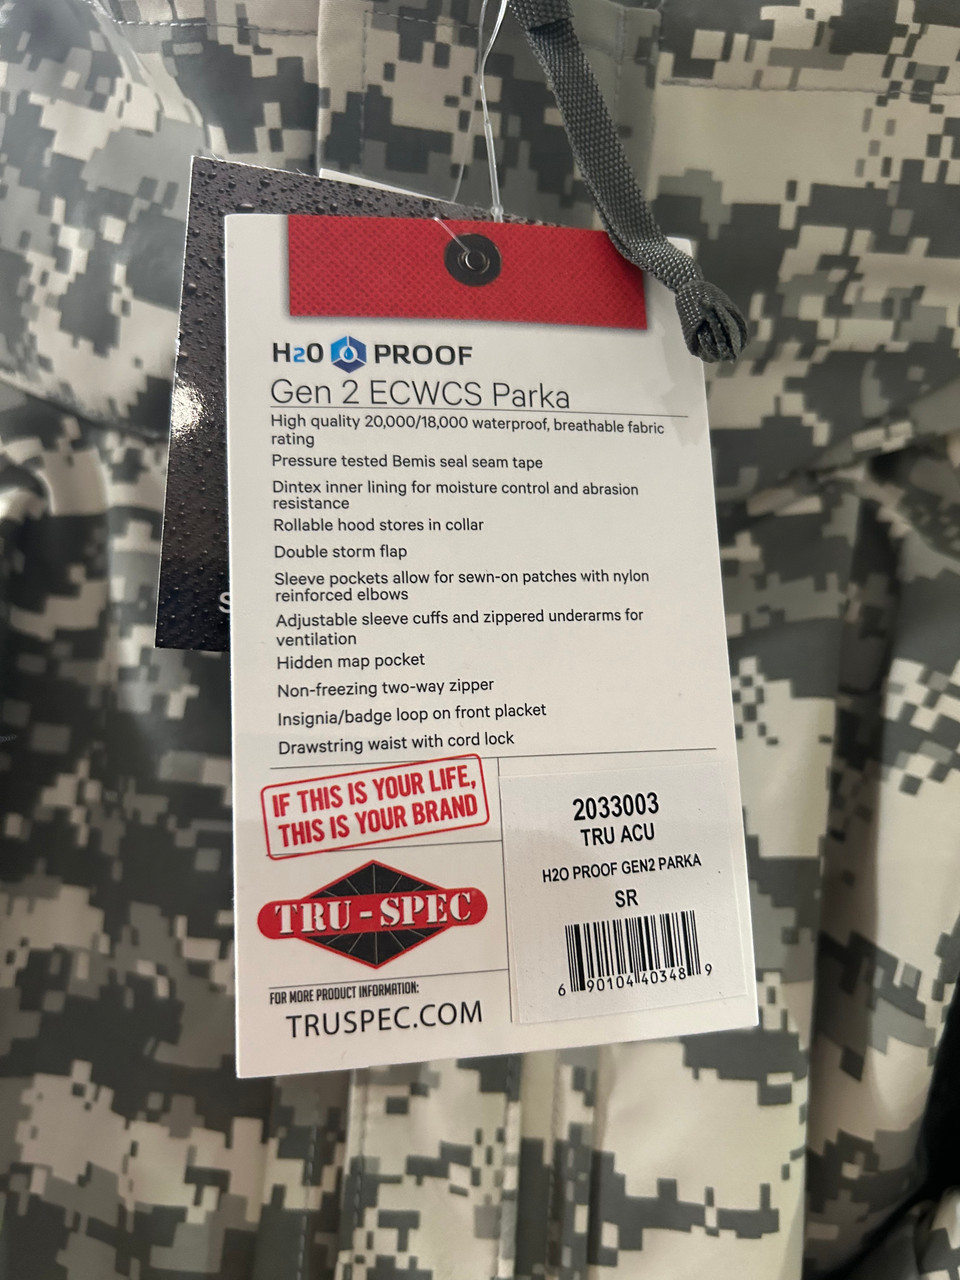 H2O PROOF
Gen 2 ECWCS Parka
High quality 20,000/18,000 waterproof, breathable fabric
rating
Pressure tested Bemis seal seam tape
Dintex inner lining for moisture control and abrasion
resistance
Rollable hood stores in collar
Double storm flap
Sleeve pockets allow for sewn-on patches with nylon
reinforced elbows
Adjustable sleeve cuffs and zippered underarms for
ventilation
Hidden map pocket
Non-freezing two-way zipper
Insignia/badge loop on front placket
Drawstring waist with cord lock
IF THIS IS YOUR LIFE,
THIS IS YOUR BRAND
TRU-SPEC
FOR MORE PRODUCT INFORMATION:
TRUSPEC.COM
2033003
TRU ACU
H2O PROOF GEN2 PARKA
SR
6 90104 40348 9